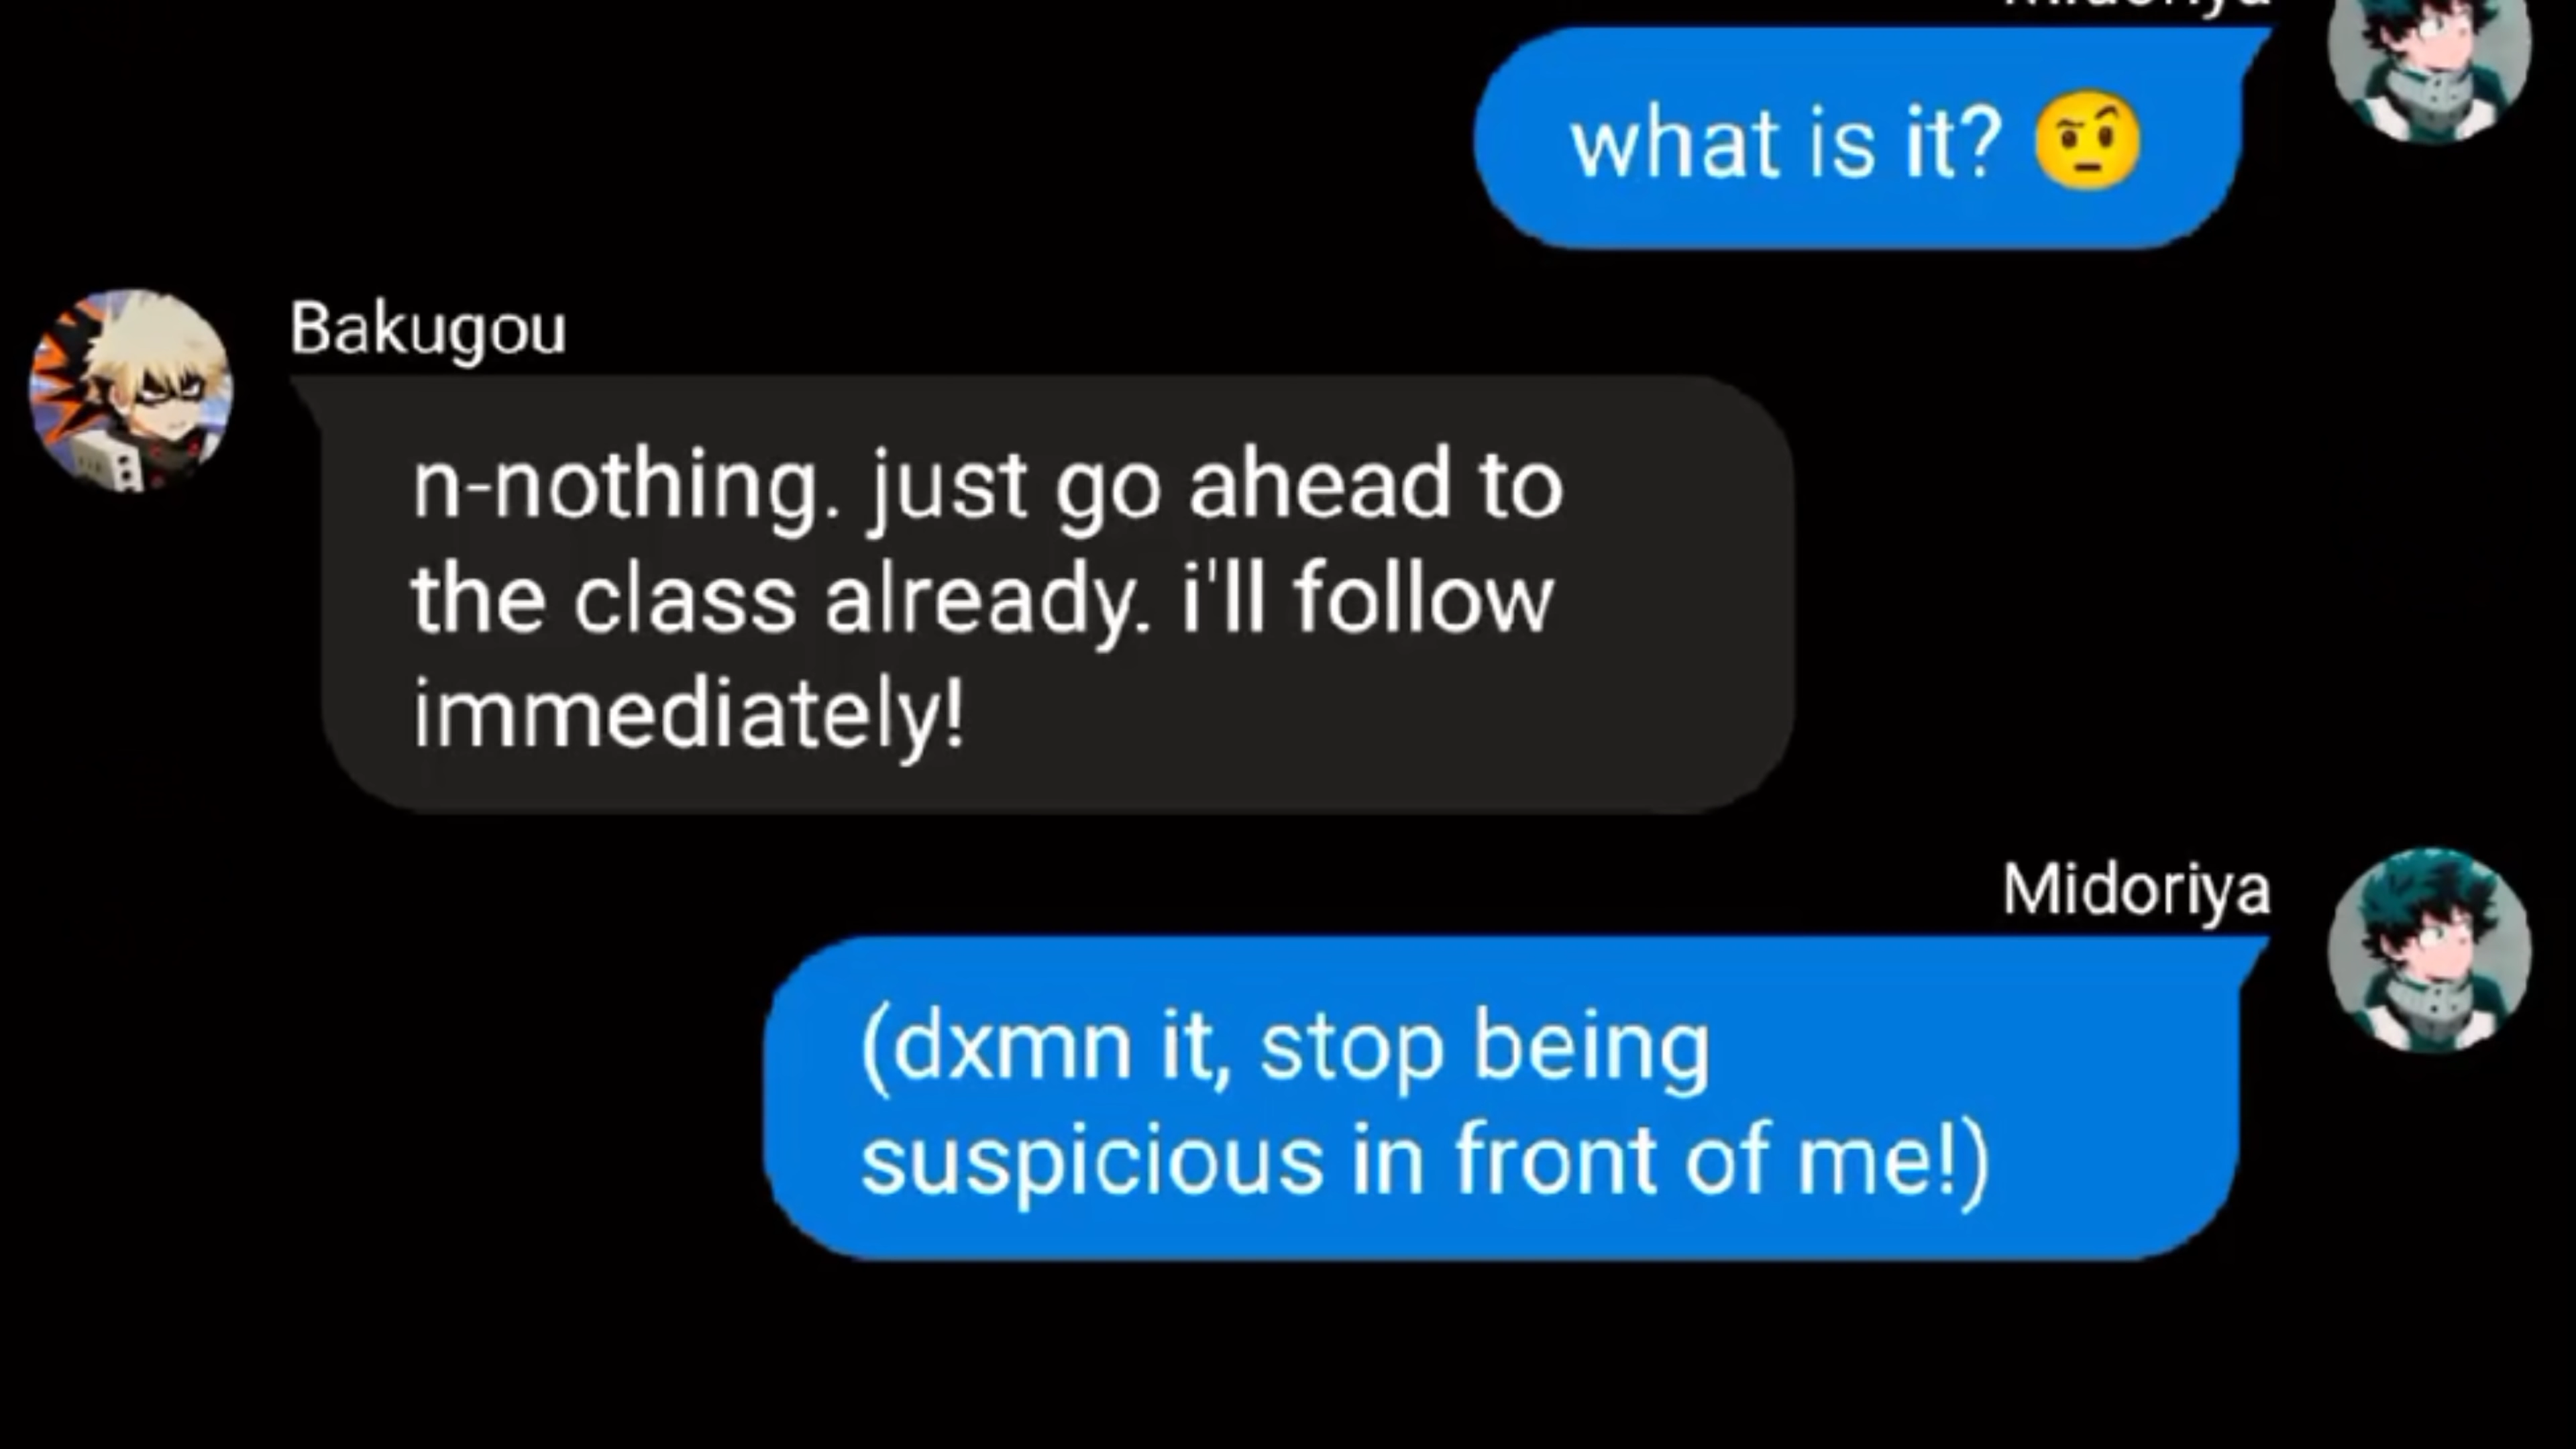 what is it? 🤨
Bakugou
n-nothing. just go ahead to
the class already. i'll follow
immediately!
Midoriya
(dxmn it, stop being
suspicious in front of me!)